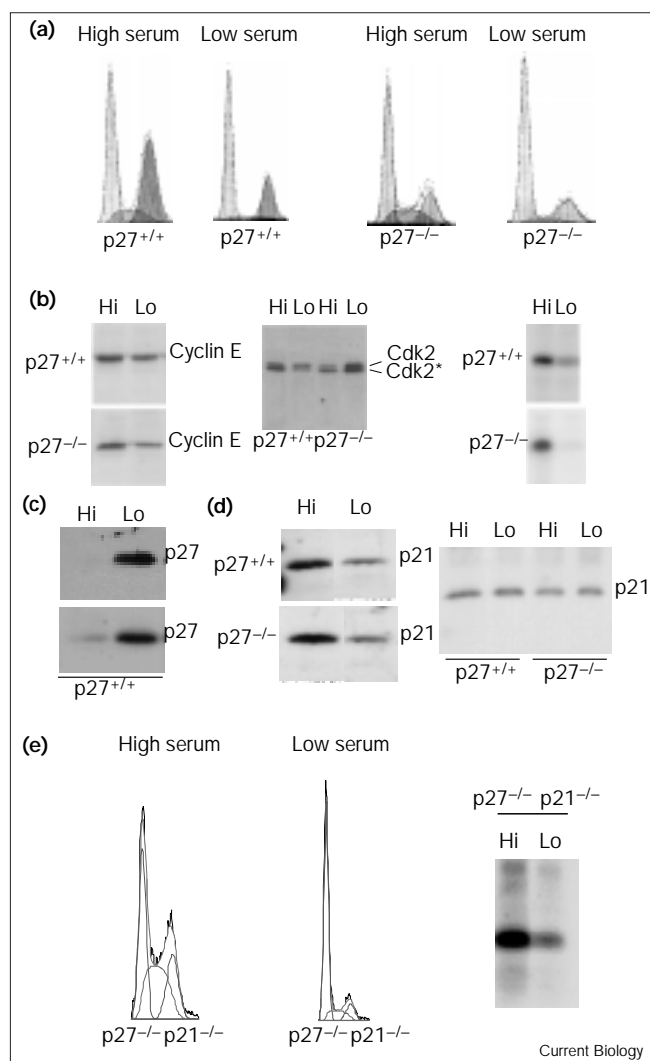 (a)
High serum Low serum High serum Low serum
p27+/+ p27+/+ p27–/– p27–/–
(b)
Hi Lo Hi Lo Hi Lo Hi Lo
p27+/+ Cyclin E Cdk2 p27+/+
Cdk2*
p27–/– Cyclin E p27+/+ p27–/– p27–/–
(c) (d)
Hi Lo Hi Lo Hi Lo Hi Lo
p27 p27+/+ p21
p21
p27 p27–/– p21
p27+/+ p27+/+ p27–/–
(e)
High serum Low serum
p27–/– p21–/–
Hi Lo
p27–/– p21–/– p27–/– p21–/–
Current Biology